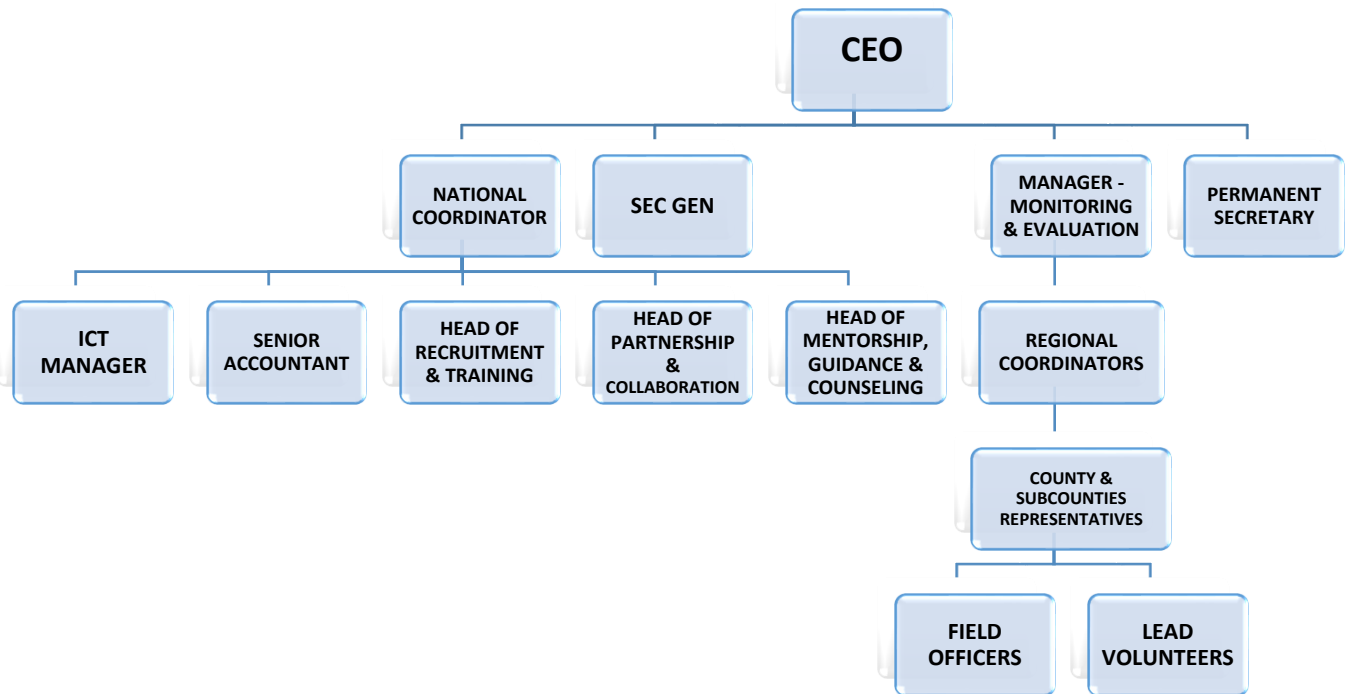 CEO
NATIONAL
COORDINATOR
SEC GEN
MANAGER -
MONITORING
& EVALUATION
PERMANENT
SECRETARY
ICT
MANAGER
SENIOR
ACCOUNTANT
HEAD OF
RECRUITMENT
& TRAINING
HEAD OF
PARTNERSHIP
&
COLLABORATION
HEAD OF
MENTORSHIP,
GUIDANCE &
COUNSELING
REGIONAL
COORDINATORS
COUNTY &
SUBCOUNTIES
REPRESENTATIVES
FIELD
OFFICERS
LEAD
VOLUNTEERS